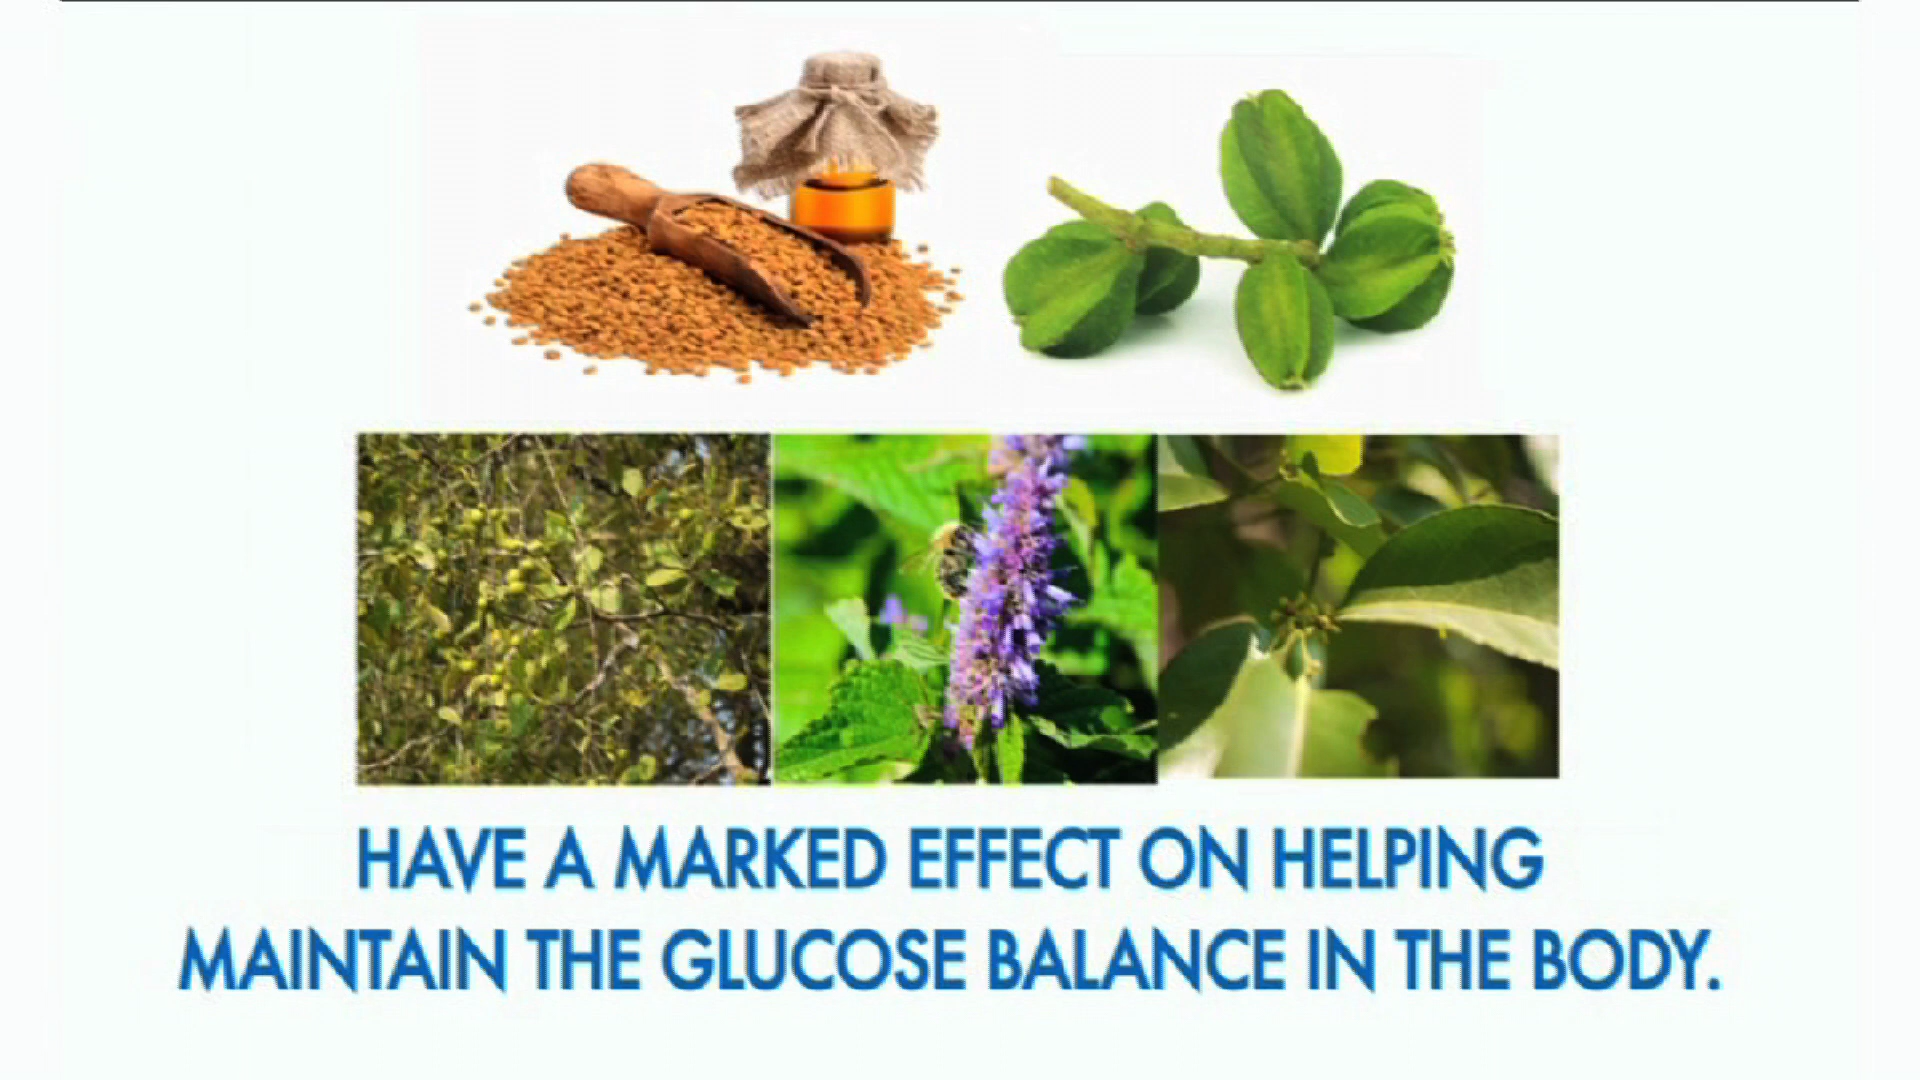 HAVE A MARKED EFFECT ON HELPING
MAINTAIN THE GLUCOSE BALANCE IN THE BODY.